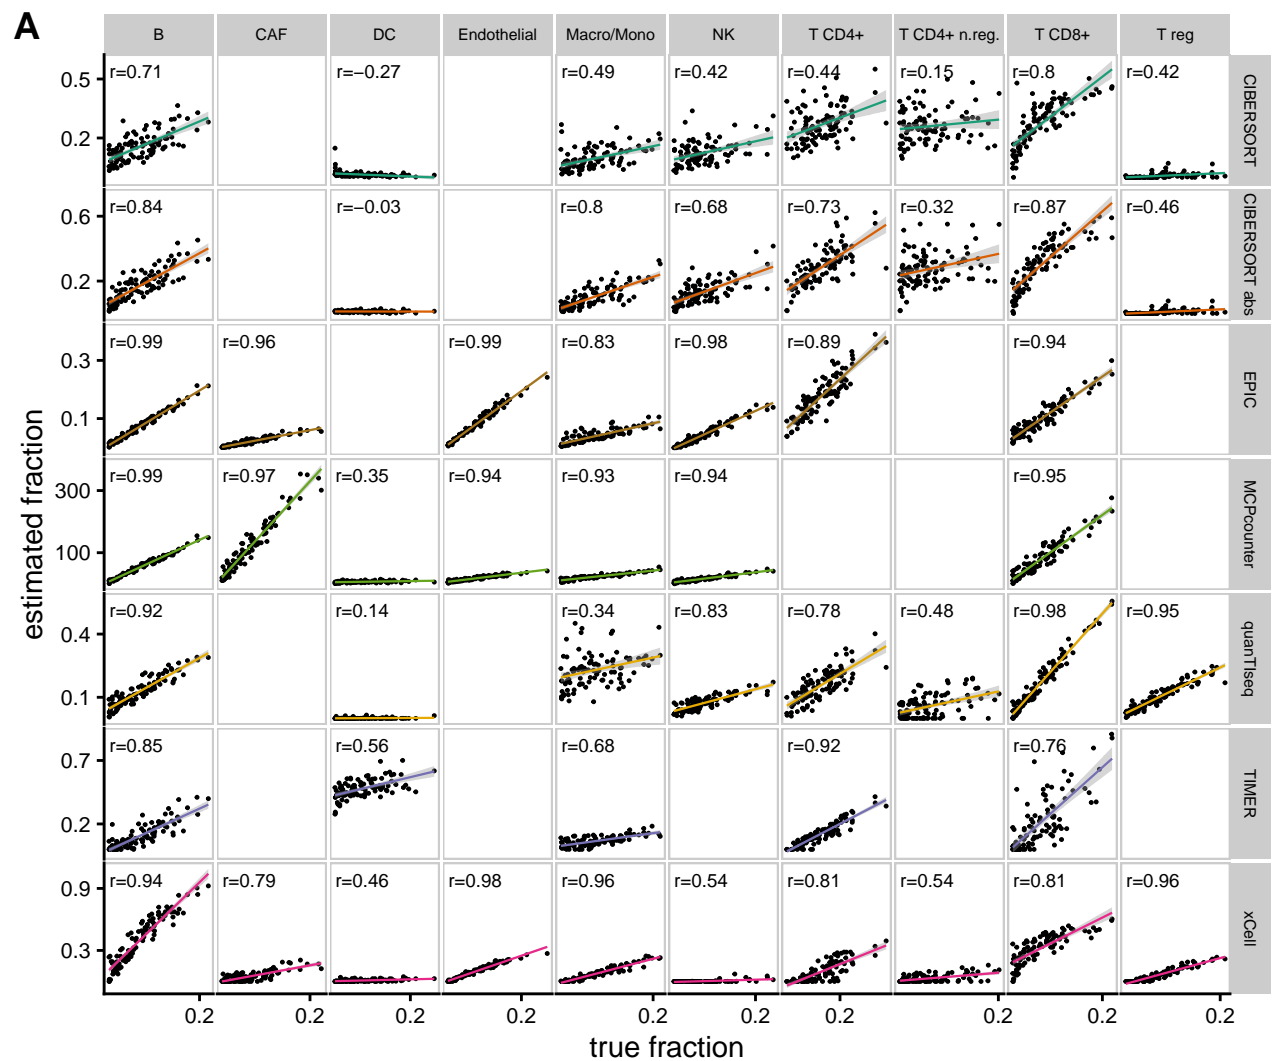 A
B CAF DC Endothelial Macro/Mono NK T CD4+ T CD4+ n.reg. T CD8+ T reg
r=0.71 r=−0.27 r=0.49 r=0.42 r=0.44 r=0.15 r=0.8 r=0.42
0.5
0.2
CIBERSORT
r=0.84 r=−0.03 r=0.8 r=0.68 r=0.73 r=0.32 r=0.87 r=0.46
0.6
0.2
CIBERSORT abs
r=0.99 r=0.96 r=0.99 r=0.83 r=0.98 r=0.89 r=0.94
0.3
0.1
EPIC
r=0.99 r=0.97 r=0.35 r=0.94 r=0.93 r=0.94 r=0.95
300
100
MCPcounter
r=0.92 r=0.14 r=0.34 r=0.83 r=0.78 r=0.48 r=0.98 r=0.95
0.4
0.1
quanTIseq
r=0.85 r=0.56 r=0.68 r=0.92 r=0.76
0.7
0.2
TIMER
r=0.94 r=0.79 r=0.46 r=0.98 r=0.96 r=0.54 r=0.81 r=0.54 r=0.81 r=0.96
0.9
0.3
xCell
0.2 0.2 0.2 0.2 0.2 0.2 0.2 0.2 0.2 0.2
true fraction
estimated fraction